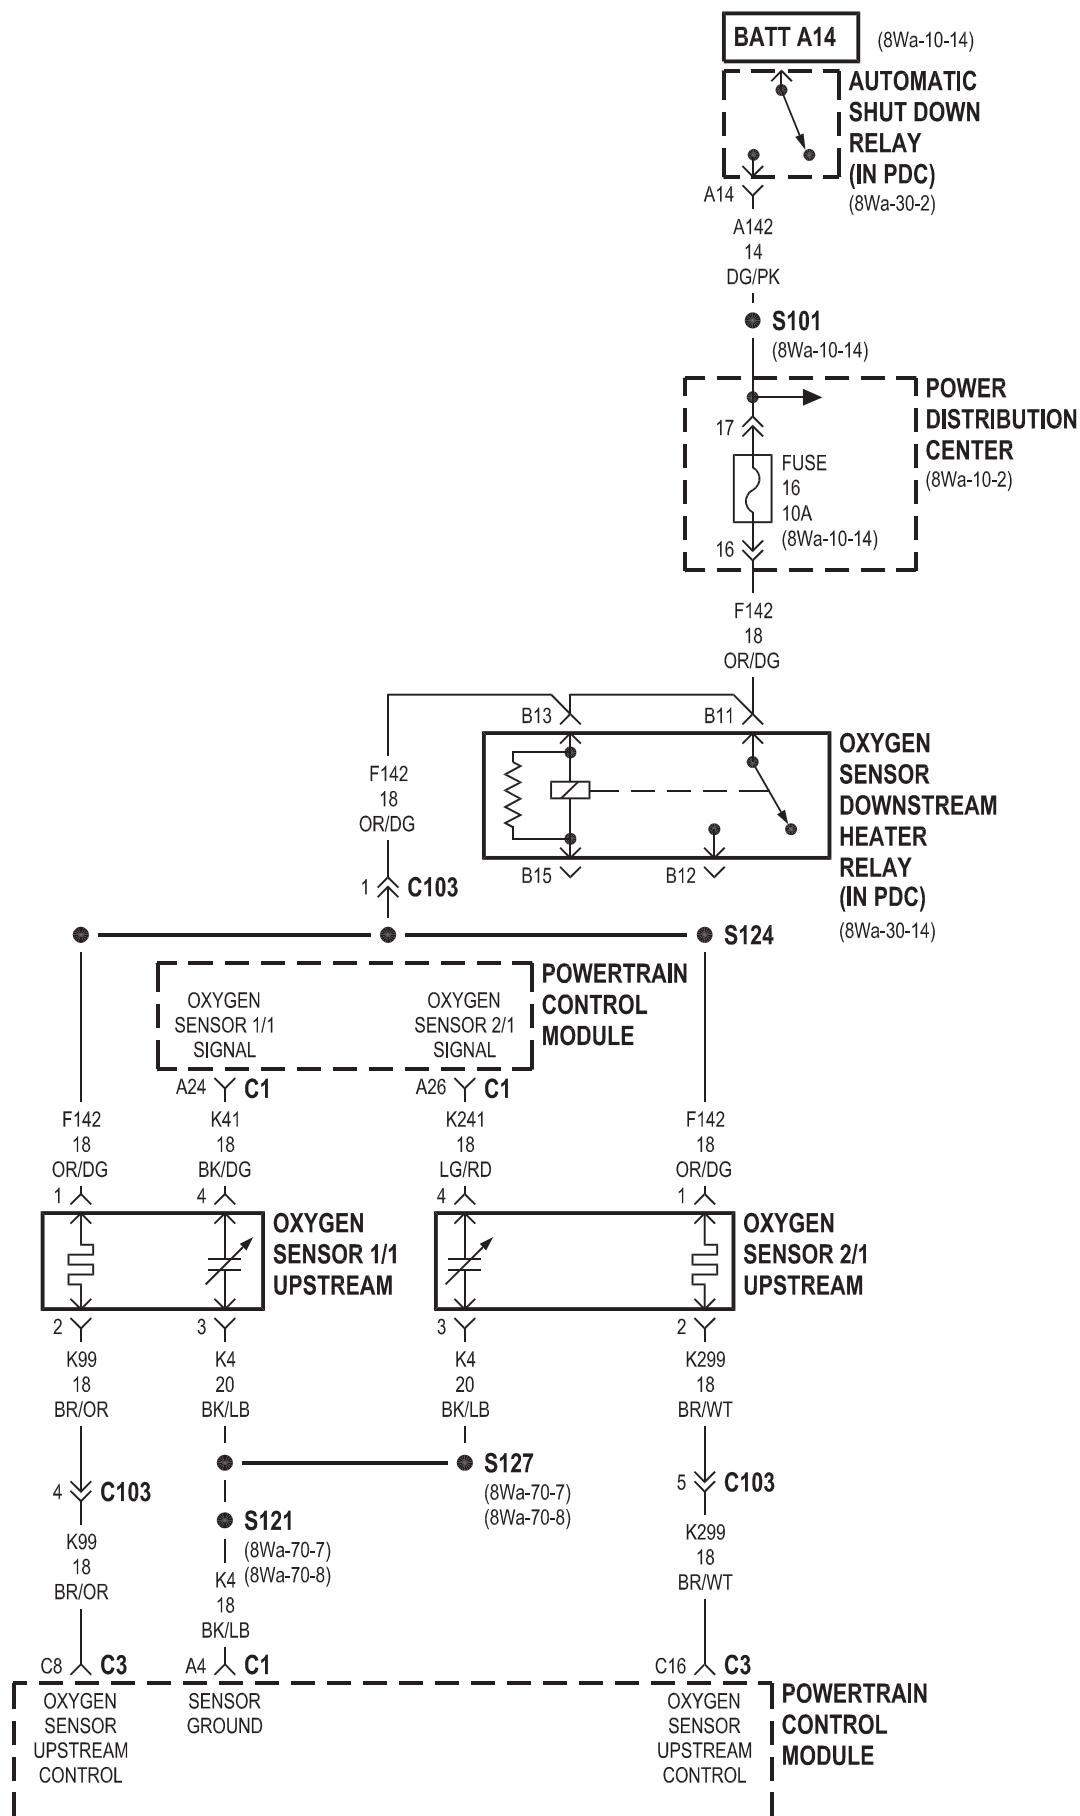 BATT A14
(8Wa-10-14)
AUTOMATIC
SHUT DOWN
RELAY
(IN PDC)
(8Wa-30-2)
A14
A142
14
DG/PK
S101
(8Wa-10-14)
POWER
DISTRIBUTION
CENTER
(8Wa-10-2)
17
FUSE
16
10A
(8Wa-10-14)
16
F142
18
OR/DG
B13
B11
OXYGEN
SENSOR
DOWNSTREAM
HEATER
RELAY
(IN PDC)
(8Wa-30-14)
F142
18
OR/DG
B15
B12
1
C103
S124
POWERTRAIN
CONTROL
MODULE
OXYGEN
SENSOR 1/1
SIGNAL
OXYGEN
SENSOR 2/1
SIGNAL
A24
C1
A26
C1
F142
18
OR/DG
K41
18
BK/DG
K241
18
LG/RD
F142
18
OR/DG
1
4
4
1
OXYGEN
SENSOR 1/1
UPSTREAM
OXYGEN
SENSOR 2/1
UPSTREAM
2
3
3
2
K99
18
BR/OR
K4
20
BK/LB
K4
20
BK/LB
K299
18
BR/WT
S127
(8Wa-70-7)
(8Wa-70-8)
4
C103
5
C103
S121
(8Wa-70-7)
(8Wa-70-8)
K99
18
BR/OR
K4
18
BK/LB
K299
18
BR/WT
C8
C3
A4
C1
C16
C3
OXYGEN
SENSOR
UPSTREAM
CONTROL
SENSOR
GROUND
OXYGEN
SENSOR
UPSTREAM
CONTROL
POWERTRAIN
CONTROL
MODULE